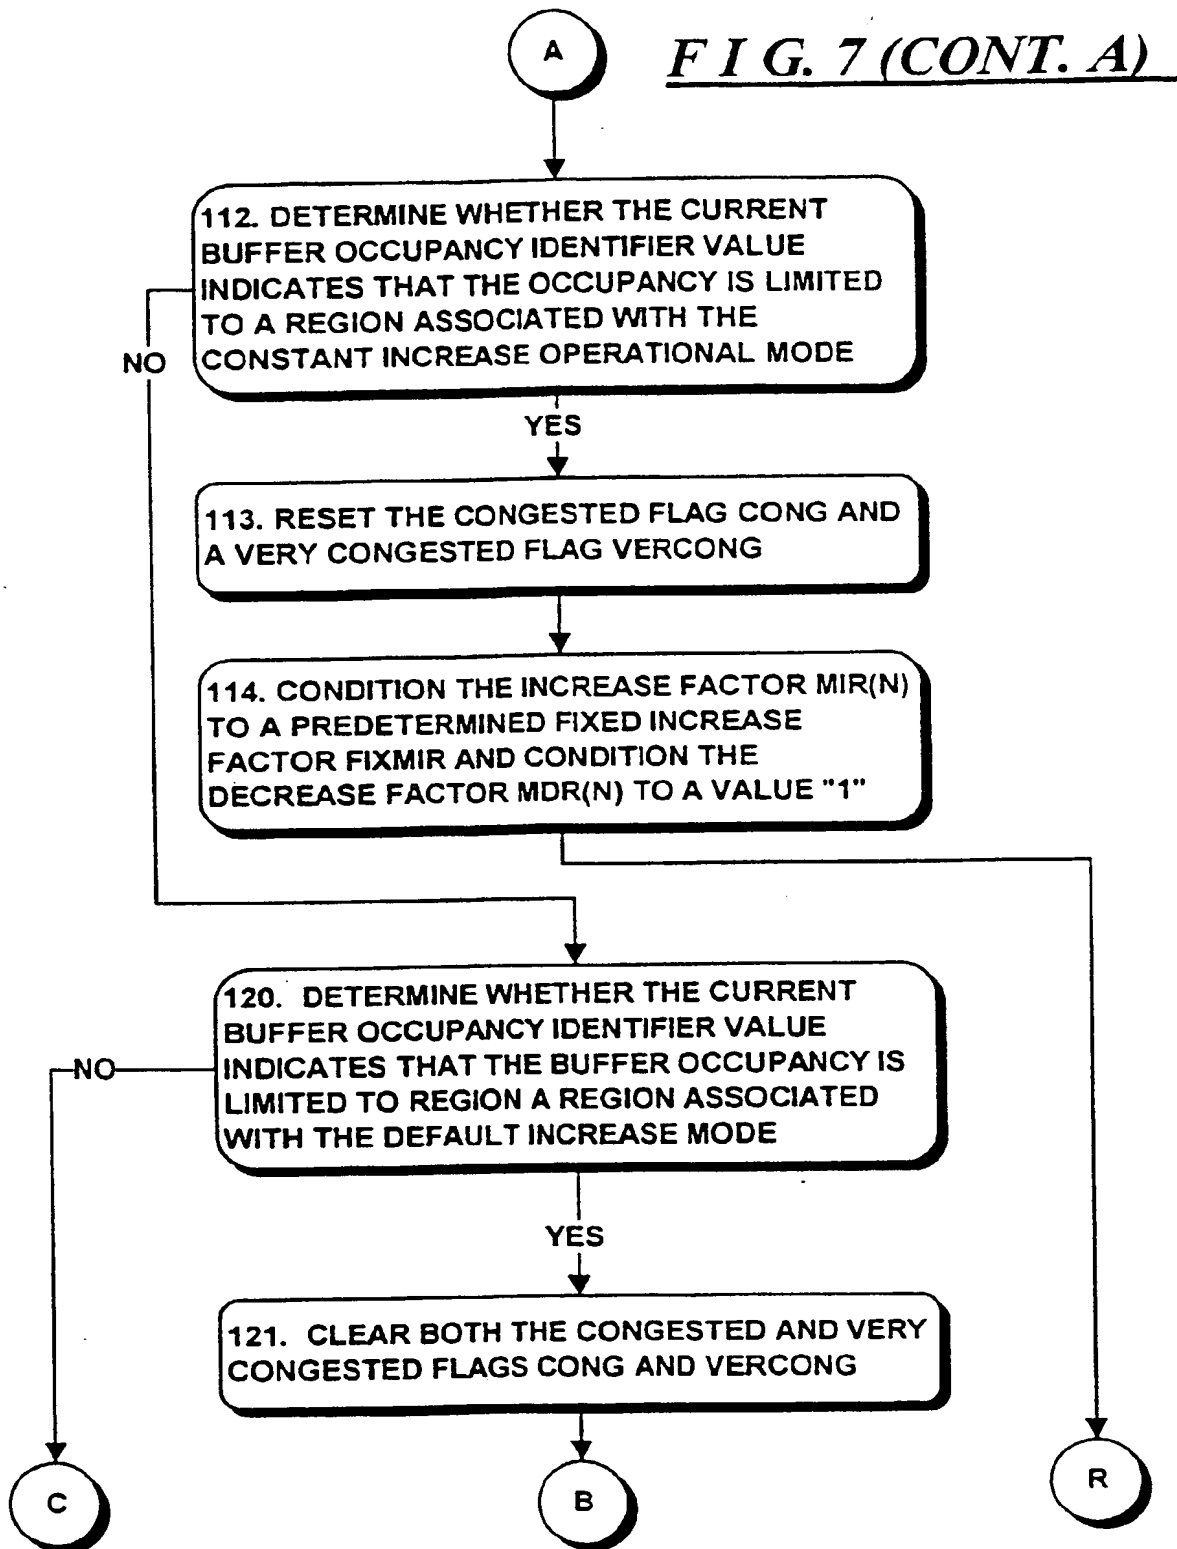 A
F I G. 7 (CONT. A)
112. DETERMINE WHETHER THE CURRENT
BUFFER OCCUPANCY IDENTIFIER VALUE
INDICATES THAT THE OCCUPANCY IS LIMITED
TO A REGION ASSOCIATED WITH THE
CONSTANT INCREASE OPERATIONAL MODE
NO
YES
113. RESET THE CONGESTED FLAG CONG AND
A VERY CONGESTED FLAG VERCONG
114. CONDITION THE INCREASE FACTOR MIR(N)
TO A PREDETERMINED FIXED INCREASE
FACTOR FIXMIR AND CONDITION THE
DECREASE FACTOR MDR(N) TO A VALUE "1"
120. DETERMINE WHETHER THE CURRENT
BUFFER OCCUPANCY IDENTIFIER VALUE
INDICATES THAT THE BUFFER OCCUPANCY IS
LIMITED TO REGION A REGION ASSOCIATED
WITH THE DEFAULT INCREASE MODE
NO
YES
121. CLEAR BOTH THE CONGESTED AND VERY
CONGESTED FLAGS CONG AND VERCONG
C
B
R